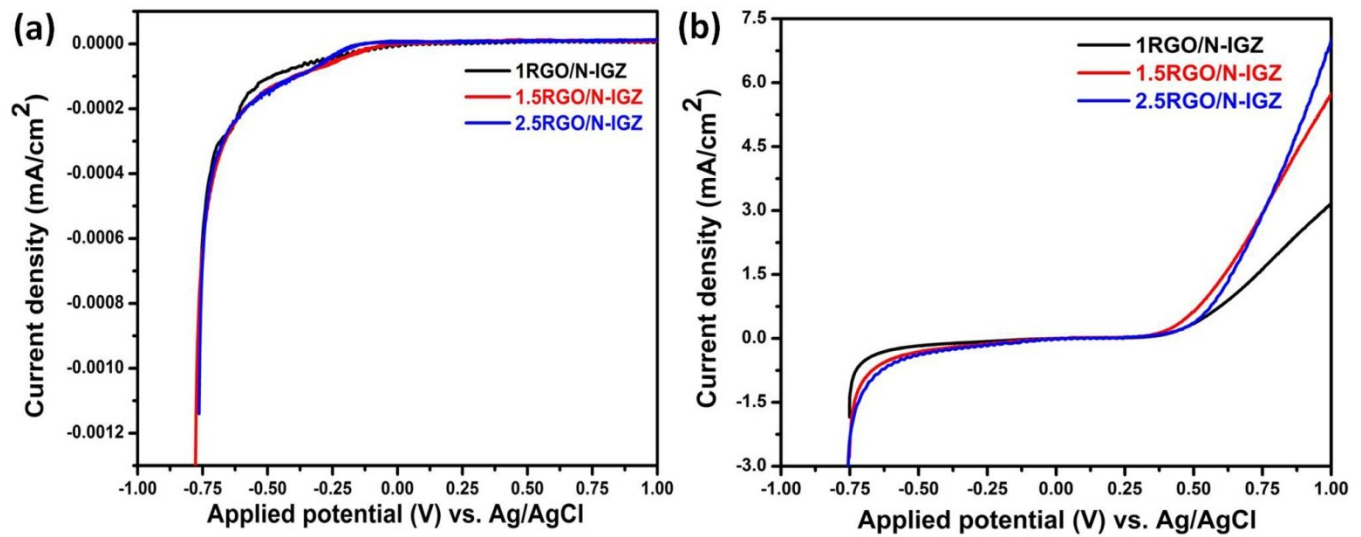 (a)
0.0000
-0.0002
-0.0004
-0.0006
-0.0008
-0.0010
-0.0012
Current density (mA/cm²)
1RGO/N-IGZ
1.5RGO/N-IGZ
2.5RGO/N-IGZ
-1.00 -0.75 -0.50 -0.25 0.00 0.25 0.50 0.75 1.00
Applied potential (V) vs. Ag/AgCl
(b)
7.5
6.0
4.5
3.0
1.5
0.0
-1.5
-3.0
Current density (mA/cm²)
1RGO/N-IGZ
1.5RGO/N-IGZ
2.5RGO/N-IGZ
-1.00 -0.75 -0.50 -0.25 0.00 0.25 0.50 0.75 1.00
Applied potential (V) vs. Ag/AgCl